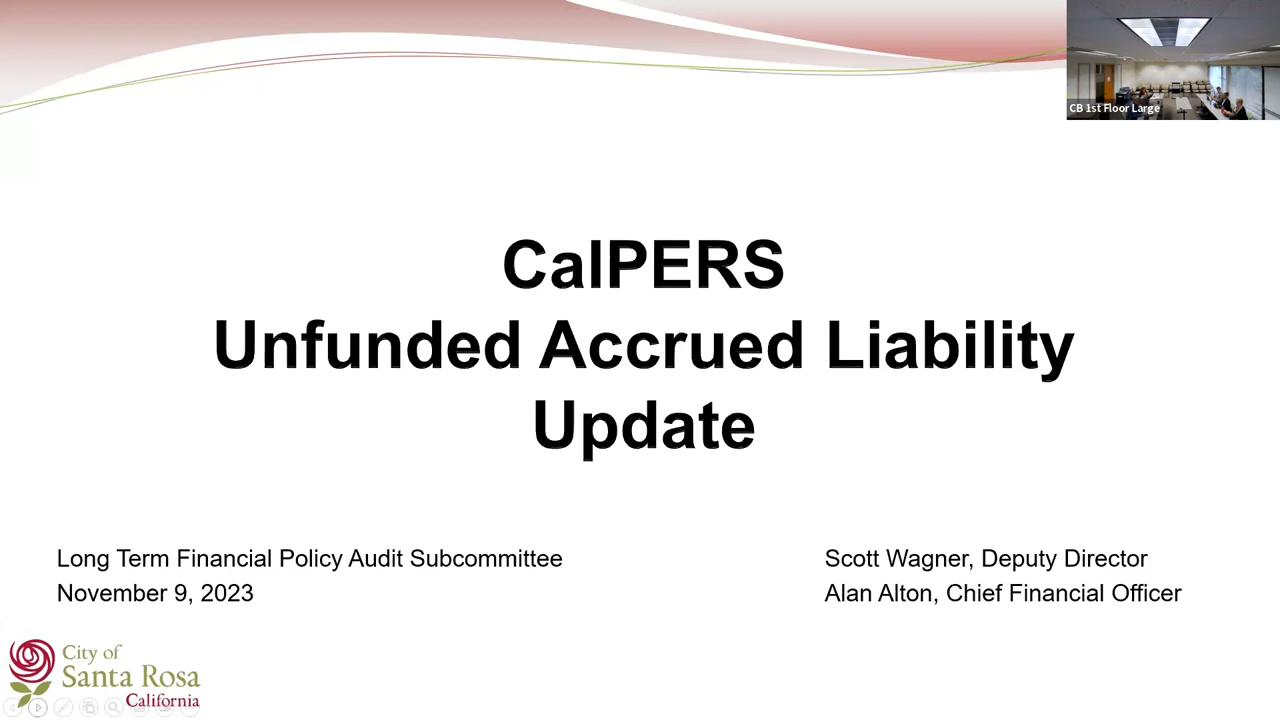 CB 1st Floor Large
CalPERS
Unfunded Accrued Liability
Update
Long Term Financial Policy Audit Subcommittee
November 9, 2023
Scott Wagner, Deputy Director
Alan Alton, Chief Financial Officer
City of
Santa Rosa
California